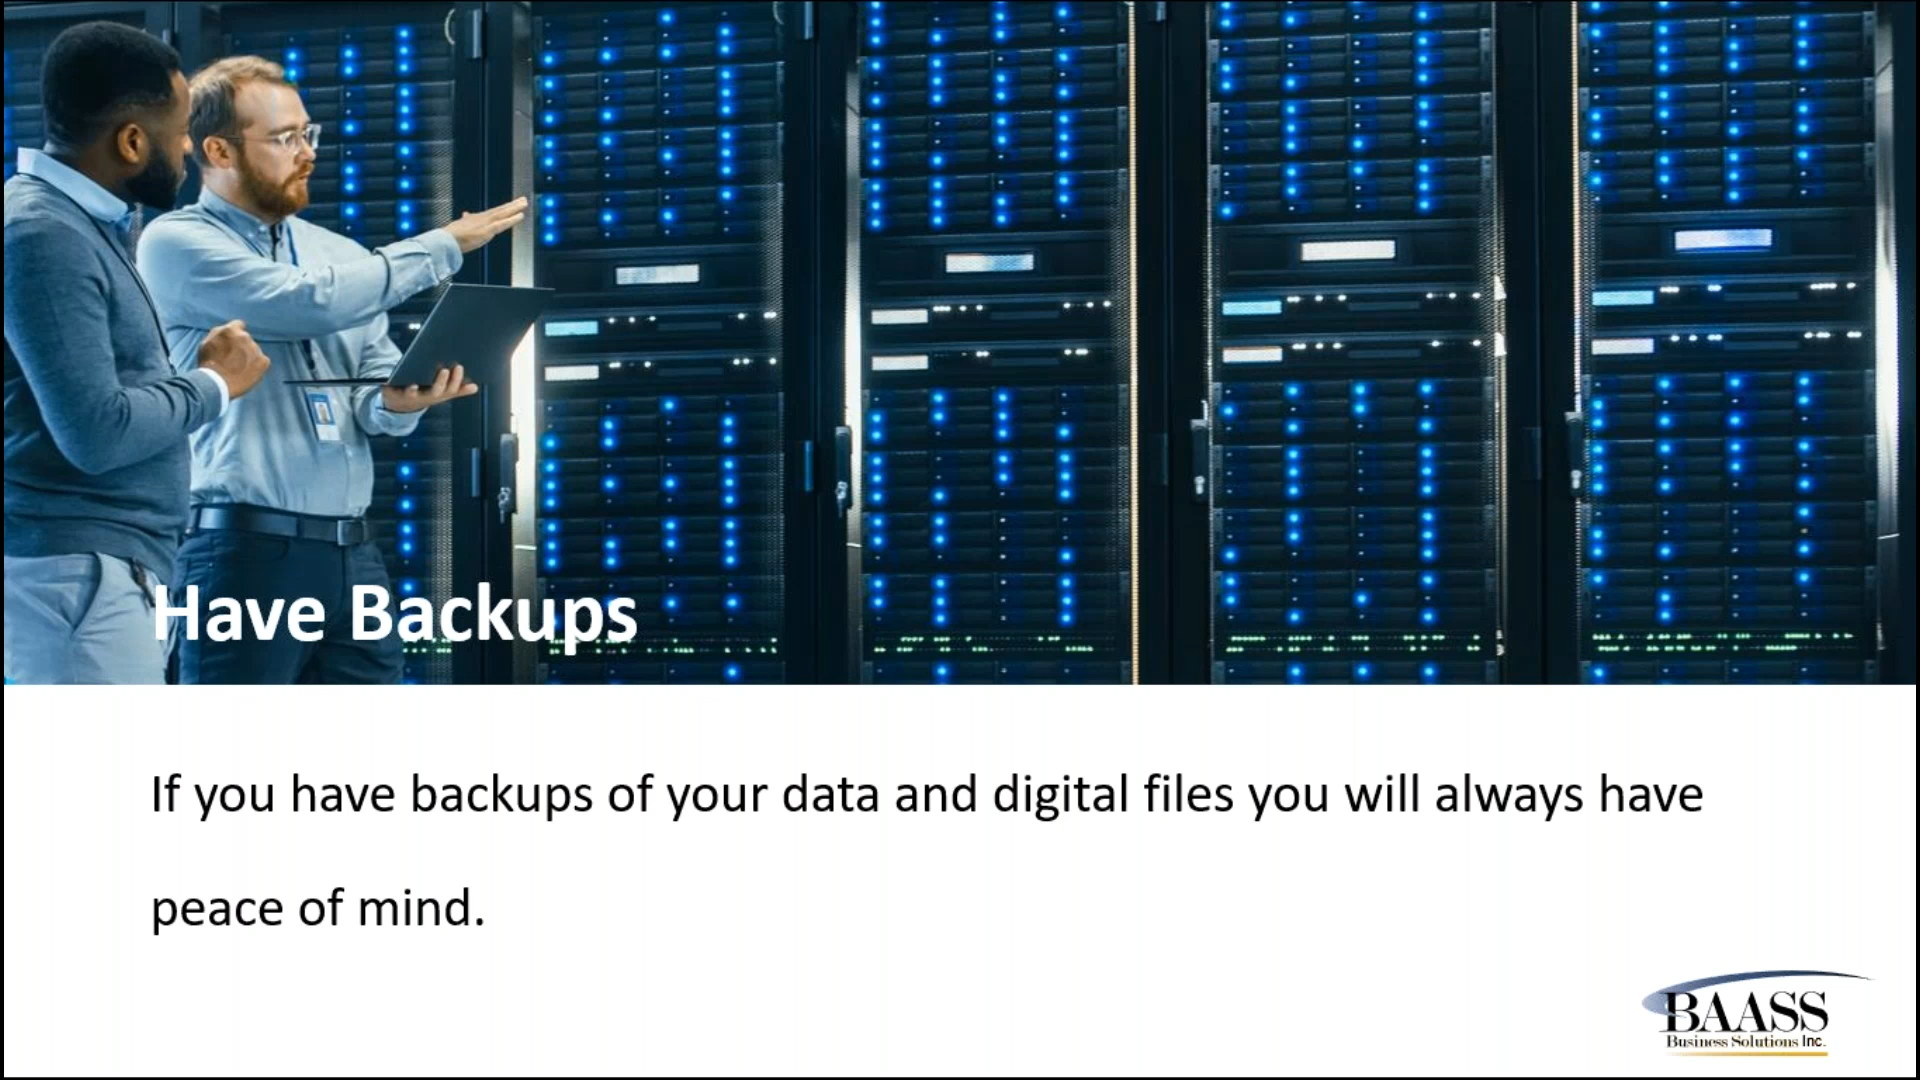 Have Backups
If you have backups of your data and digital files you will always have
peace of mind.
BAASS
Business Solutions Inc.